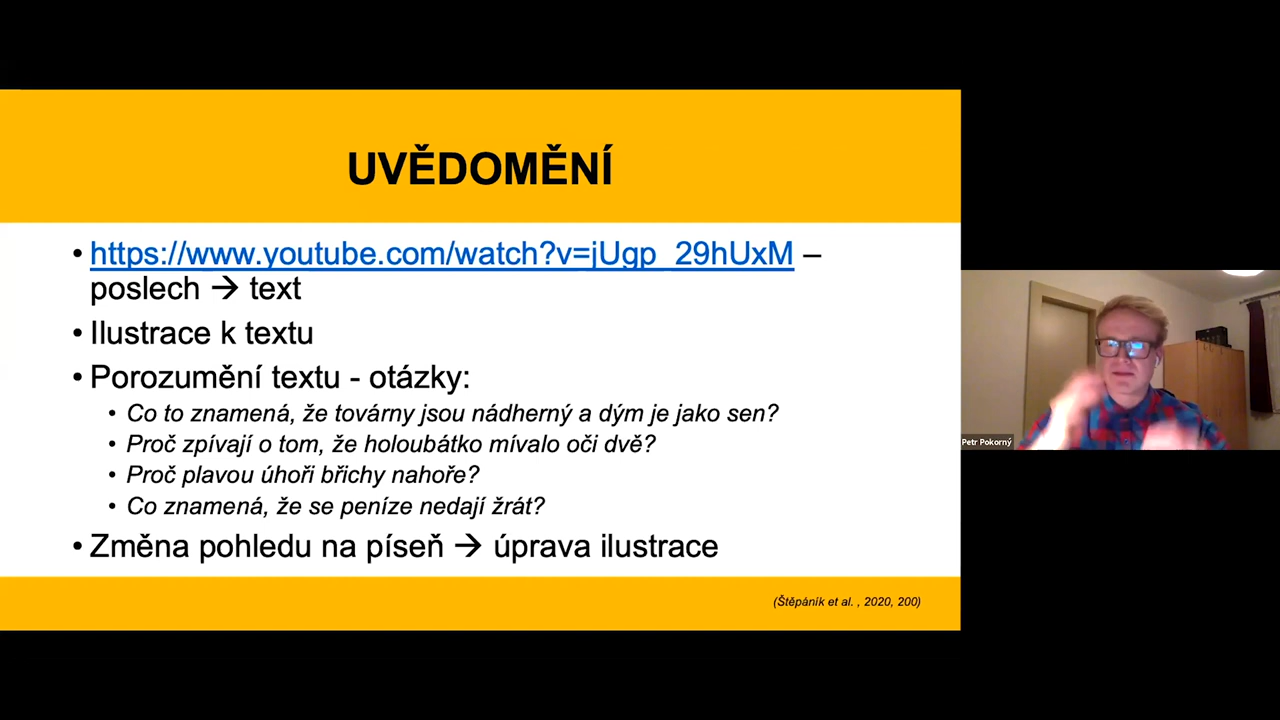 UVĚDOMĚNÍ
• https://www.youtube.com/watch?v=jUgp_29hUxM –
poslech → text
• Ilustrace k textu
• Porozumění textu - otázky:
• Co to znamená, že továrny jsou nádherný a dým je jako sen?
• Proč zpívají o tom, že holoubátko mívalo oči dvě?
• Proč plavou úhoři břichy nahoře?
• Co znamená, že se peníze nedají žrát?
• Změna pohledu na píseň → úprava ilustrace
(Štěpáník et al. , 2020, 200)
Petr Pokorný